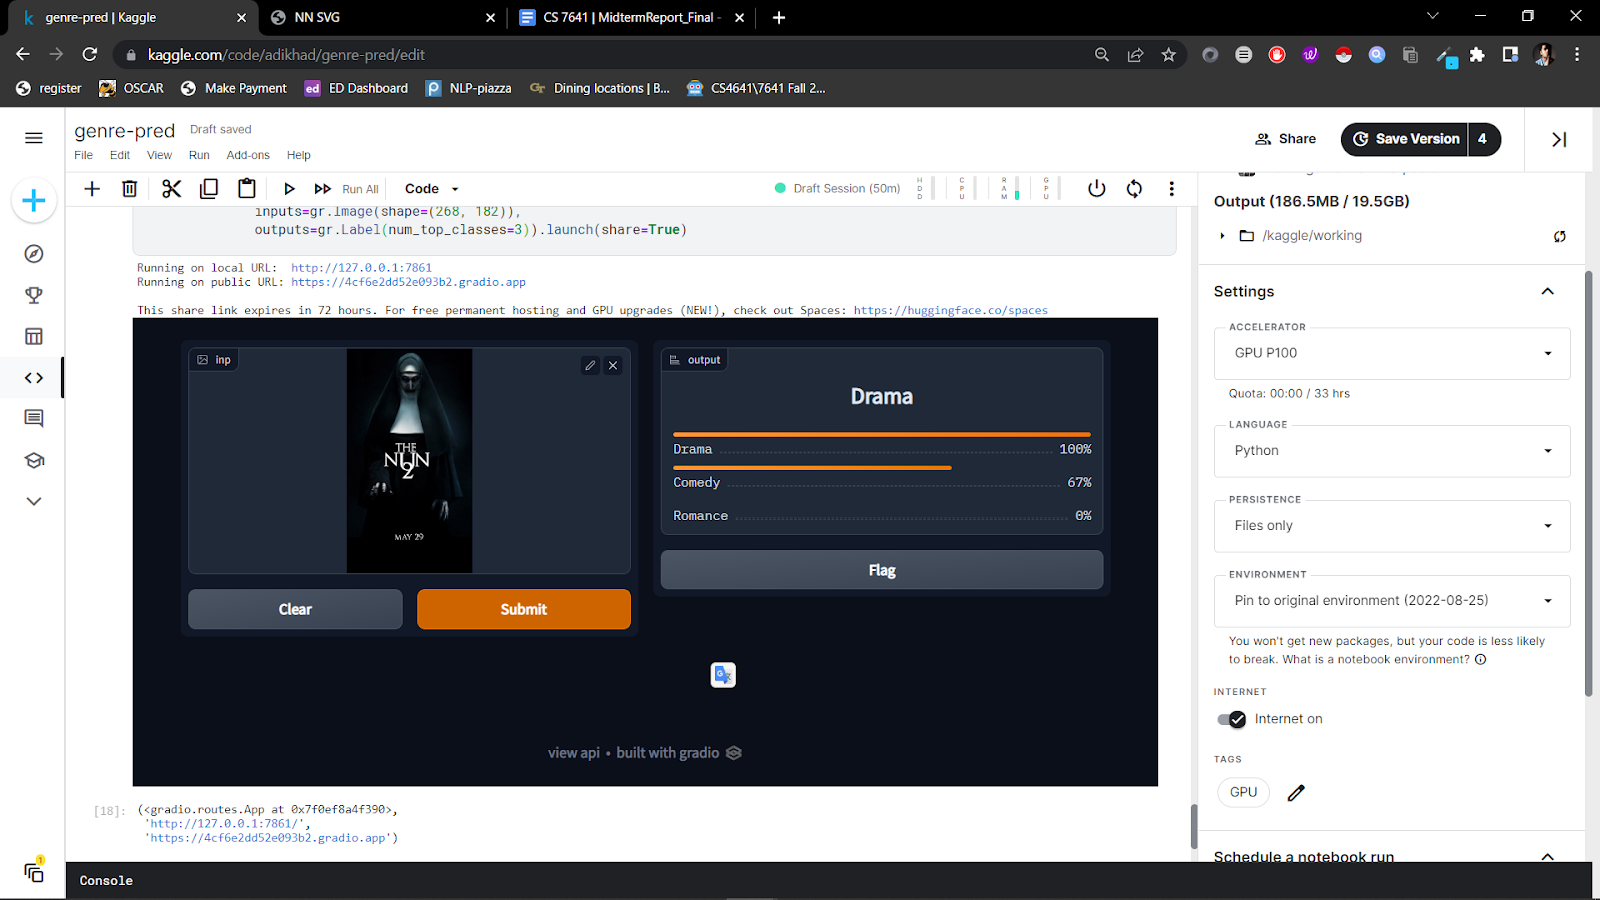 genre-pred | Kaggle
NN SVG
CS 7641 | MidtermReport_Final -
kaggle.com/code/adikhad/genre-pred/edit
register
OSCAR
Make Payment
ed
ED Dashboard
NLP-piazza
GT
Dining locations | B...
CS4641\7641 Fall 2...
genre-pred
Draft saved
File
Edit
View
Run
Add-ons
Help
Share
Save Version
4
Run All
Code
Draft Session (50m)
HDD
CPU
RAM
GPU
inputs=gr.Image(shape=(268, 182)),
outputs=gr.Label(num_top_classes=3)).launch(share=True)
Running on local URL: http://127.0.0.1:7861
Running on public URL: https://4cf6e2dd52e093b2.gradio.app
This share link expires in 72 hours. For free permanent hosting and GPU upgrades (NEW!), check out Spaces: https://huggingface.co/spaces
inp
THE
NUN
2
MAY 29
Clear
Submit
output
Drama
Drama 100%
Comedy 67%
Romance 0%
Flag
view api • built with gradio
[18]:
(<gradio.routes.App at 0x7f0ef8a4f390>,
'http://127.0.0.1:7861/',
'https://4cf6e2dd52e093b2.gradio.app')
Console
1
Output (186.5MB / 19.5GB)
/kaggle/working
Settings
ACCELERATOR
GPU P100
Quota: 00:00 / 33 hrs
LANGUAGE
Python
PERSISTENCE
Files only
ENVIRONMENT
Pin to original environment (2022-08-25)
You won't get new packages, but your code is less likely
to break. What is a notebook environment?
INTERNET
Internet on
TAGS
GPU
Schedule a notebook run